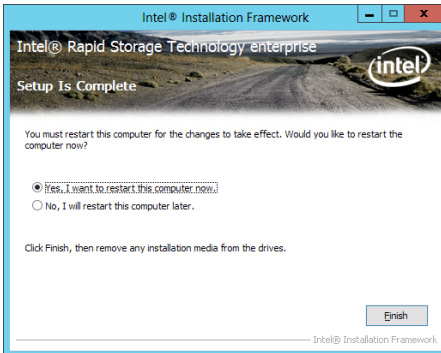 Intel® Installation Framework
Intel® Rapid Storage Technology enterprise
intel
Setup Is Complete
You must restart this computer for the changes to take effect. Would you like to restart the
computer now?
Yes, I want to restart this computer now.
No, I will restart this computer later.
Click Finish, then remove any installation media from the drives.
Finish
Intel® Installation Framework